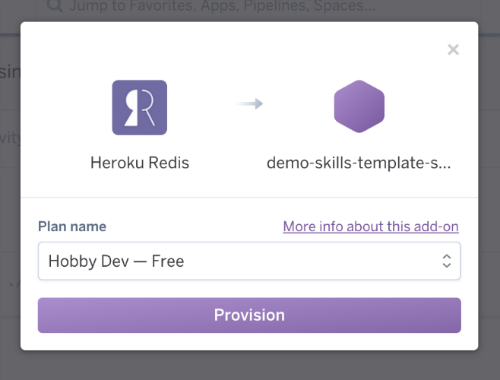 Jump to Favorites, Apps, Pipelines, Spaces...
×
Heroku Redis
demo-skills-template-s...
Plan name
More info about this add-on
Hobby Dev — Free
Provision